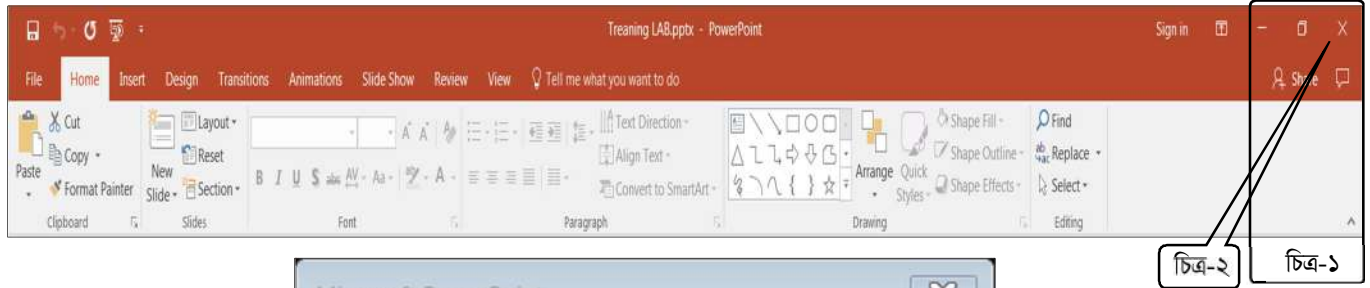 Treaning LAB.pptx - PowerPoint Sign in
File Home Insert Design Transitions Animations Slide Show Review View Tell me what you want to do Share
Cut Layout Text Direction Shape Fill Find
Copy Reset Align Text Shape Outline Replace
Paste Format Painter New Slide Section B I U S abc AV Aa A Convert to SmartArt Arrange Quick Styles Shape Effects Select
Clipboard Slides Font Paragraph Drawing Editing
চিত্র-২ চিত্র-১